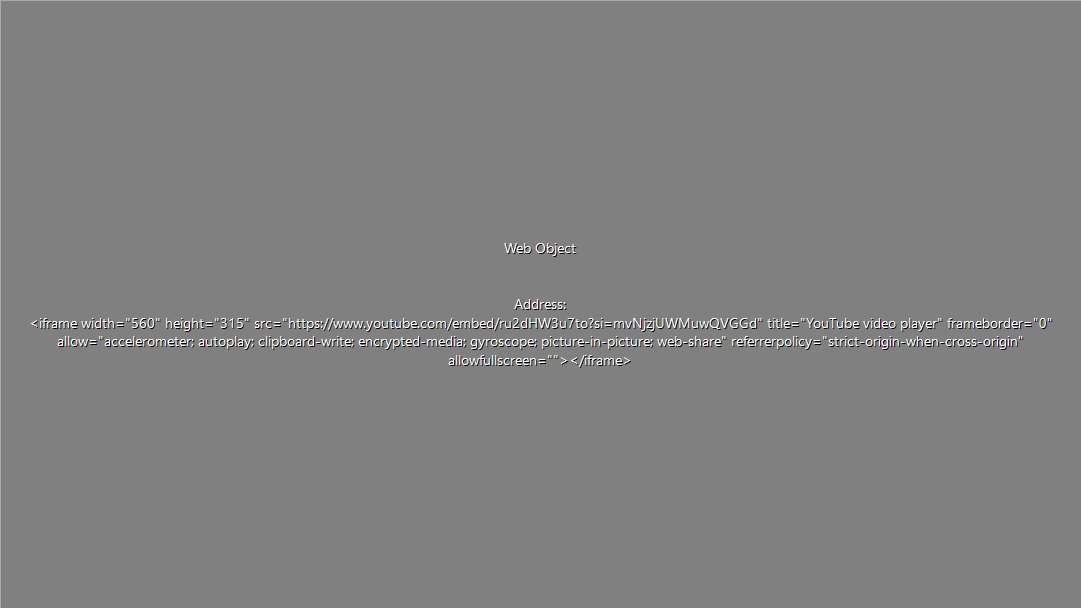 Web Object
Address:
<iframe width="560" height="315" src="https://www.youtube.com/embed/ru2dHW3u7to?si=mvNjzjUWMuwQVGGd" title="YouTube video player" frameborder="0"
allow="accelerometer; autoplay; clipboard-write; encrypted-media; gyroscope; picture-in-picture; web-share" referrerpolicy="strict-origin-when-cross-origin"
allowfullscreen=""></iframe>